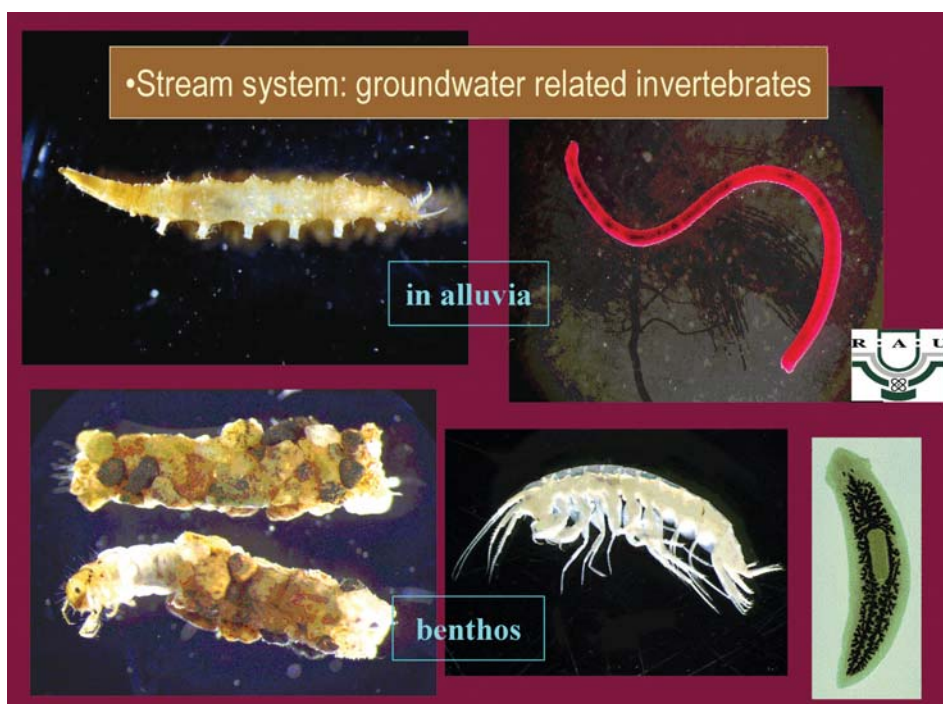 •Stream system: groundwater related invertebrates
in alluvia
R·A·U
benthos